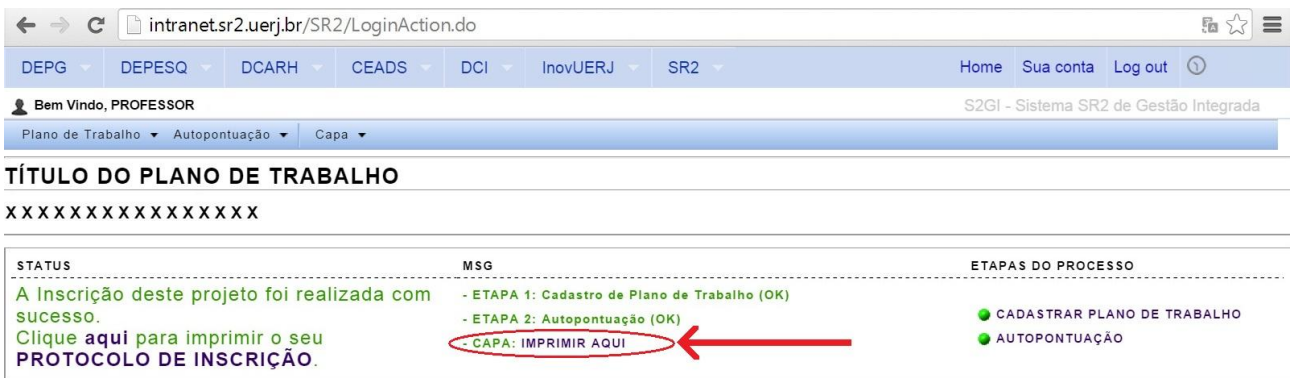 intranet.sr2.uerj.br/SR2/LoginAction.do
DEPG DEPESQ DCARH CEADS DCI InovUERJ SR2 Home Sua conta Log out
Bem Vindo, PROFESSOR S2GI - Sistema SR2 de Gestão Integrada
Plano de Trabalho Autopontuação Capa
TÍTULO DO PLANO DE TRABALHO
X X X X X X X X X X X X X X X X
STATUS
A Inscrição deste projeto foi realizada com
sucesso.
Clique aqui para imprimir o seu
PROTOCOLO DE INSCRIÇÃO.
MSG
- ETAPA 1: Cadastro de Plano de Trabalho (OK)
- ETAPA 2: Autopontuação (OK)
- CAPA: IMPRIMIR AQUI
ETAPAS DO PROCESSO
CADASTRAR PLANO DE TRABALHO
AUTOPONTUAÇÃO